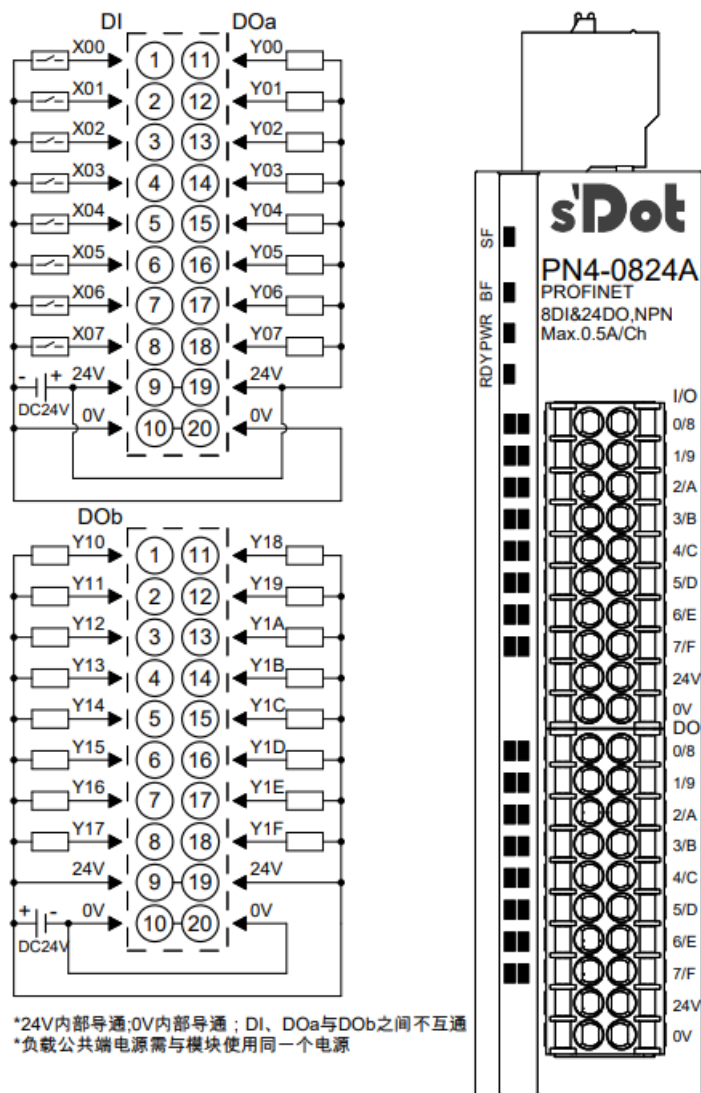 DI DOa
X00 1 11 Y00
X01 2 12 Y01
X02 3 13 Y02
X03 4 14 Y03
X04 5 15 Y04
X05 6 16 Y05
X06 7 17 Y06
X07 8 18 Y07
- + 24V 9 19 24V
DC24V
0V 10 20 0V
DOb
Y10 1 11 Y18
Y11 2 12 Y19
Y12 3 13 Y1A
Y13 4 14 Y1B
Y14 5 15 Y1C
Y15 6 16 Y1D
Y16 7 17 Y1E
Y17 8 18 Y1F
24V 9 19 24V
+ - 0V 10 20 0V
DC24V
*24V内部导通;0V内部导通；DI、DOa与DOb之间不互通
*负载公共端电源需与模块使用同一个电源
s'Dot
PN4-0824A
PROFINET
8DI&24DO,NPN
Max.0.5A/Ch
SF
BF
PWR
RDY
I/O
0/8
1/9
2/A
3/B
4/C
5/D
6/E
7/F
24V
0V
DO
0/8
1/9
2/A
3/B
4/C
5/D
6/E
7/F
24V
0V